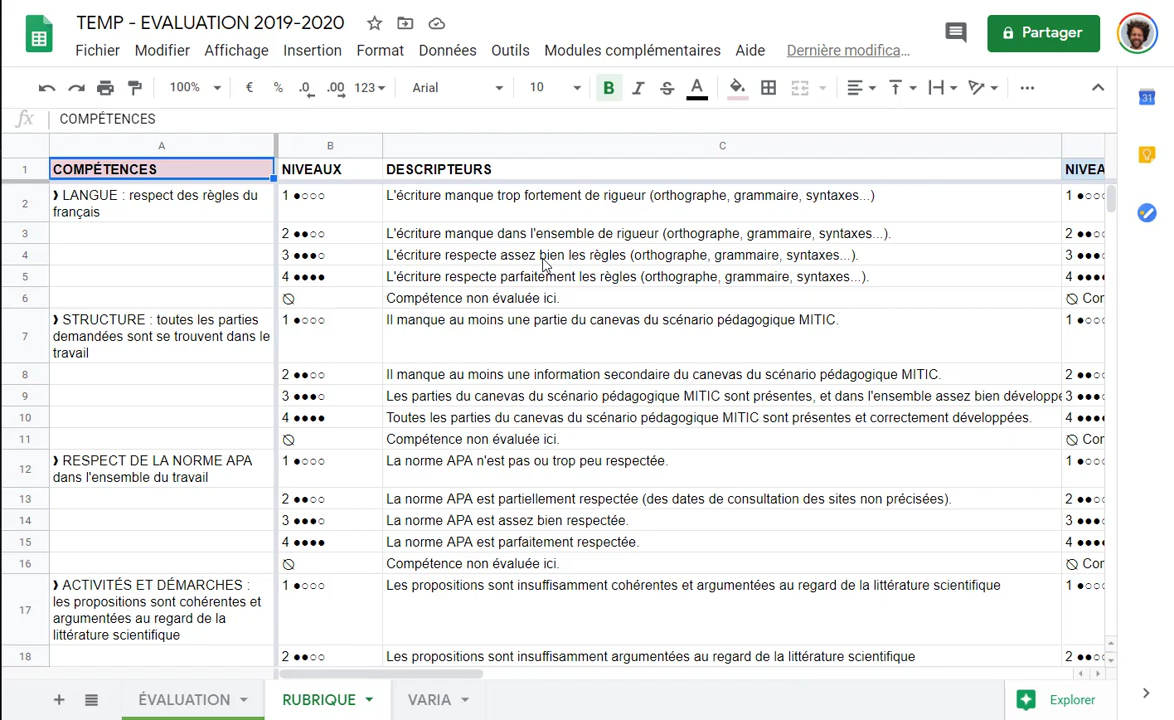 TEMP - EVALUATION 2019-2020
Fichier Modifier Affichage Insertion Format Données Outils Modules complémentaires Aide Dernière modifica…
Partager
100% € % .0 .00 123 Arial 10 B I S A
31
fx COMPÉTENCES
A B C
1 COMPÉTENCES NIVEAUX DESCRIPTEURS NIVEA
2 ❩ LANGUE : respect des règles du 1 ●○○○ L'écriture manque trop fortement de rigueur (orthographe, grammaire, syntaxes...) 1 ●○○○
français
3 2 ●●○○ L'écriture manque dans l'ensemble de rigueur (orthographe, grammaire, syntaxes...). 2 ●●○○
4 3 ●●●○ L'écriture respecte assez bien les règles (orthographe, grammaire, syntaxes...). 3 ●●●○
5 4 ●●●● L'écriture respecte parfaitement les règles (orthographe, grammaire, syntaxes...). 4 ●●●●
6 ⦰ Compétence non évaluée ici. ⦰ Com
7 ❩ STRUCTURE : toutes les parties 1 ●○○○ Il manque au moins une partie du canevas du scénario pédagogique MITIC. 1 ●○○○
demandées sont se trouvent dans le
travail
8 2 ●●○○ Il manque au moins une information secondaire du canevas du scénario pédagogique MITIC. 2 ●●○○
9 3 ●●●○ Les parties du canevas du scénario pédagogique MITIC sont présentes, et dans l'ensemble assez bien développe 3 ●●●○
10 4 ●●●● Toutes les parties du canevas du scénario pédagogique MITIC sont présentes et correctement développées. 4 ●●●●
11 ⦰ Compétence non évaluée ici. ⦰ Com
12 ❩ RESPECT DE LA NORME APA 1 ●○○○ La norme APA n'est pas ou trop peu respectée. 1 ●○○○
dans l'ensemble du travail
13 2 ●●○○ La norme APA est partiellement respectée (des dates de consultation des sites non précisées). 2 ●●○○
14 3 ●●●○ La norme APA est assez bien respectée. 3 ●●●○
15 4 ●●●● La norme APA est parfaitement respectée. 4 ●●●●
16 ⦰ Compétence non évaluée ici. ⦰ Com
17 ❩ ACTIVITÉS ET DÉMARCHES : 1 ●○○○ Les propositions sont insuffisamment cohérentes et argumentées au regard de la littérature scientifique 1 ●○○○
les propositions sont cohérentes et
argumentées au regard de la
littérature scientifique
18 2 ●●○○ Les propositions sont insuffisamment argumentées au regard de la littérature scientifique 2 ●●○○
+ ÉVALUATION RUBRIQUE VARIA Explorer